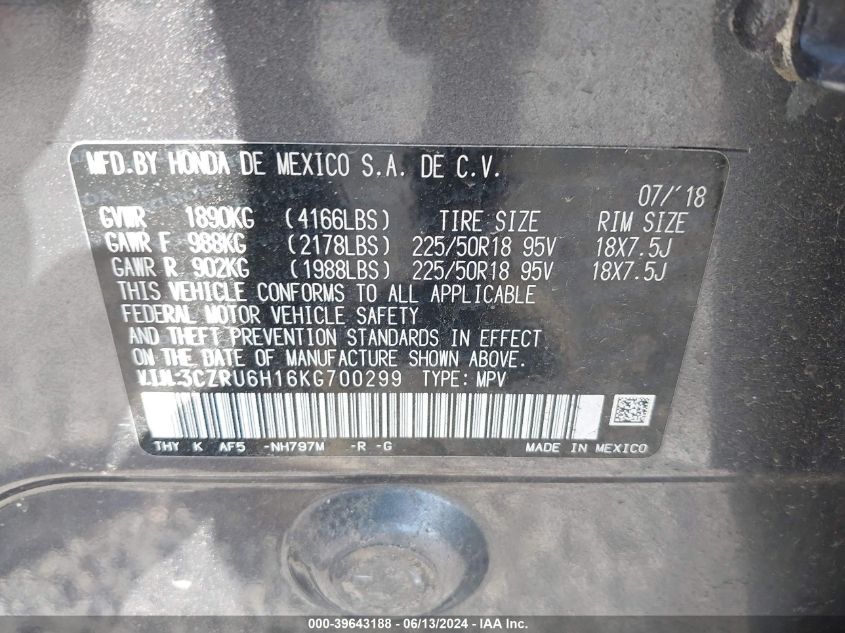 MFD.BY HONDA DE MEXICO S.A. DE C.V.
07/'18
GVWR 1890KG (4166LBS) TIRE SIZE RIM SIZE
GAWR F 988KG (2178LBS) 225/50R18 95V 18X7.5J
GAWR R 902KG (1988LBS) 225/50R18 95V 18X7.5J
THIS VEHICLE CONFORMS TO ALL APPLICABLE
FEDERAL MOTOR VEHICLE SAFETY
AND THEFT PREVENTION STANDARDS IN EFFECT
ON THE DATE OF MANUFACTURE SHOWN ABOVE.
V.I.N.:3CZRU6H16KG700299 TYPE: MPV
THY K AF5 -NH797M -R -G MADE IN MEXICO
000-39643188 - 06/13/2024 - IAA, Inc.